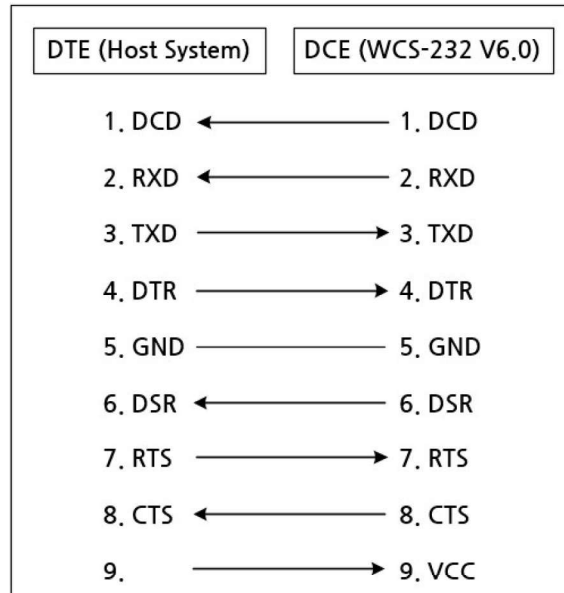 DTE (Host System) DCE (WCS-232 V6.0)
1. DCD 1. DCD
2. RXD 2. RXD
3. TXD 3. TXD
4. DTR 4. DTR
5. GND 5. GND
6. DSR 6. DSR
7. RTS 7. RTS
8. CTS 8. CTS
9. 9. VCC